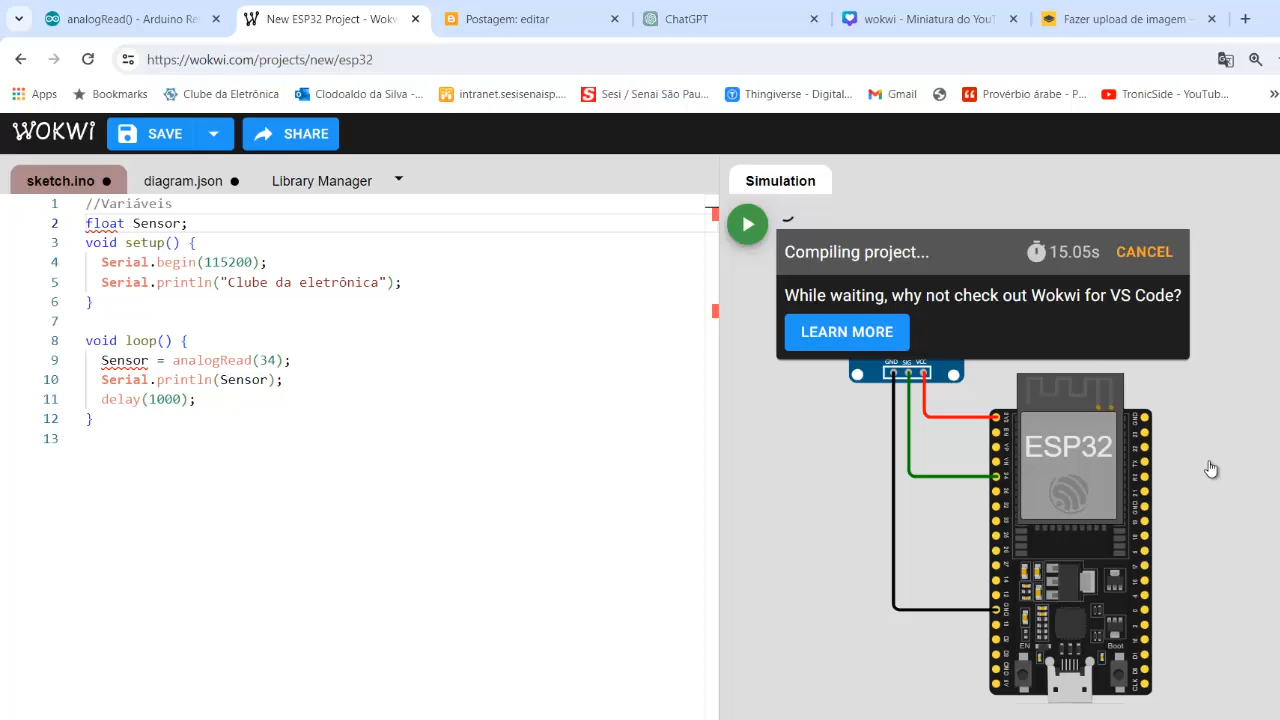 analogRead() - Arduino Re
New ESP32 Project - Wokw
Postagem: editar
ChatGPT
wokwi - Miniatura do YouT
Fazer upload de imagem -
https://wokwi.com/projects/new/esp32
Apps
Bookmarks
Clube da Eletrônica
Clodoaldo da Silva -...
intranet.sesisenaisp....
Sesi / Senai São Pau...
Thingiverse - Digital...
Gmail
Provérbio árabe - P...
TronicSide - YouTub...
WOKWI
SAVE
SHARE
sketch.ino
diagram.json
Library Manager
Simulation
1 //Variáveis
2 float Sensor;
3 void setup() {
4 Serial.begin(115200);
5 Serial.println("Clube da eletrônica");
6 }
7
8 void loop() {
9 Sensor = analogRead(34);
10 Serial.println(Sensor);
11 delay(1000);
12 }
13
Compiling project...
15.05s
CANCEL
While waiting, why not check out Wokwi for VS Code?
LEARN MORE
GND SIG VCC
ESP32
EN
Boot